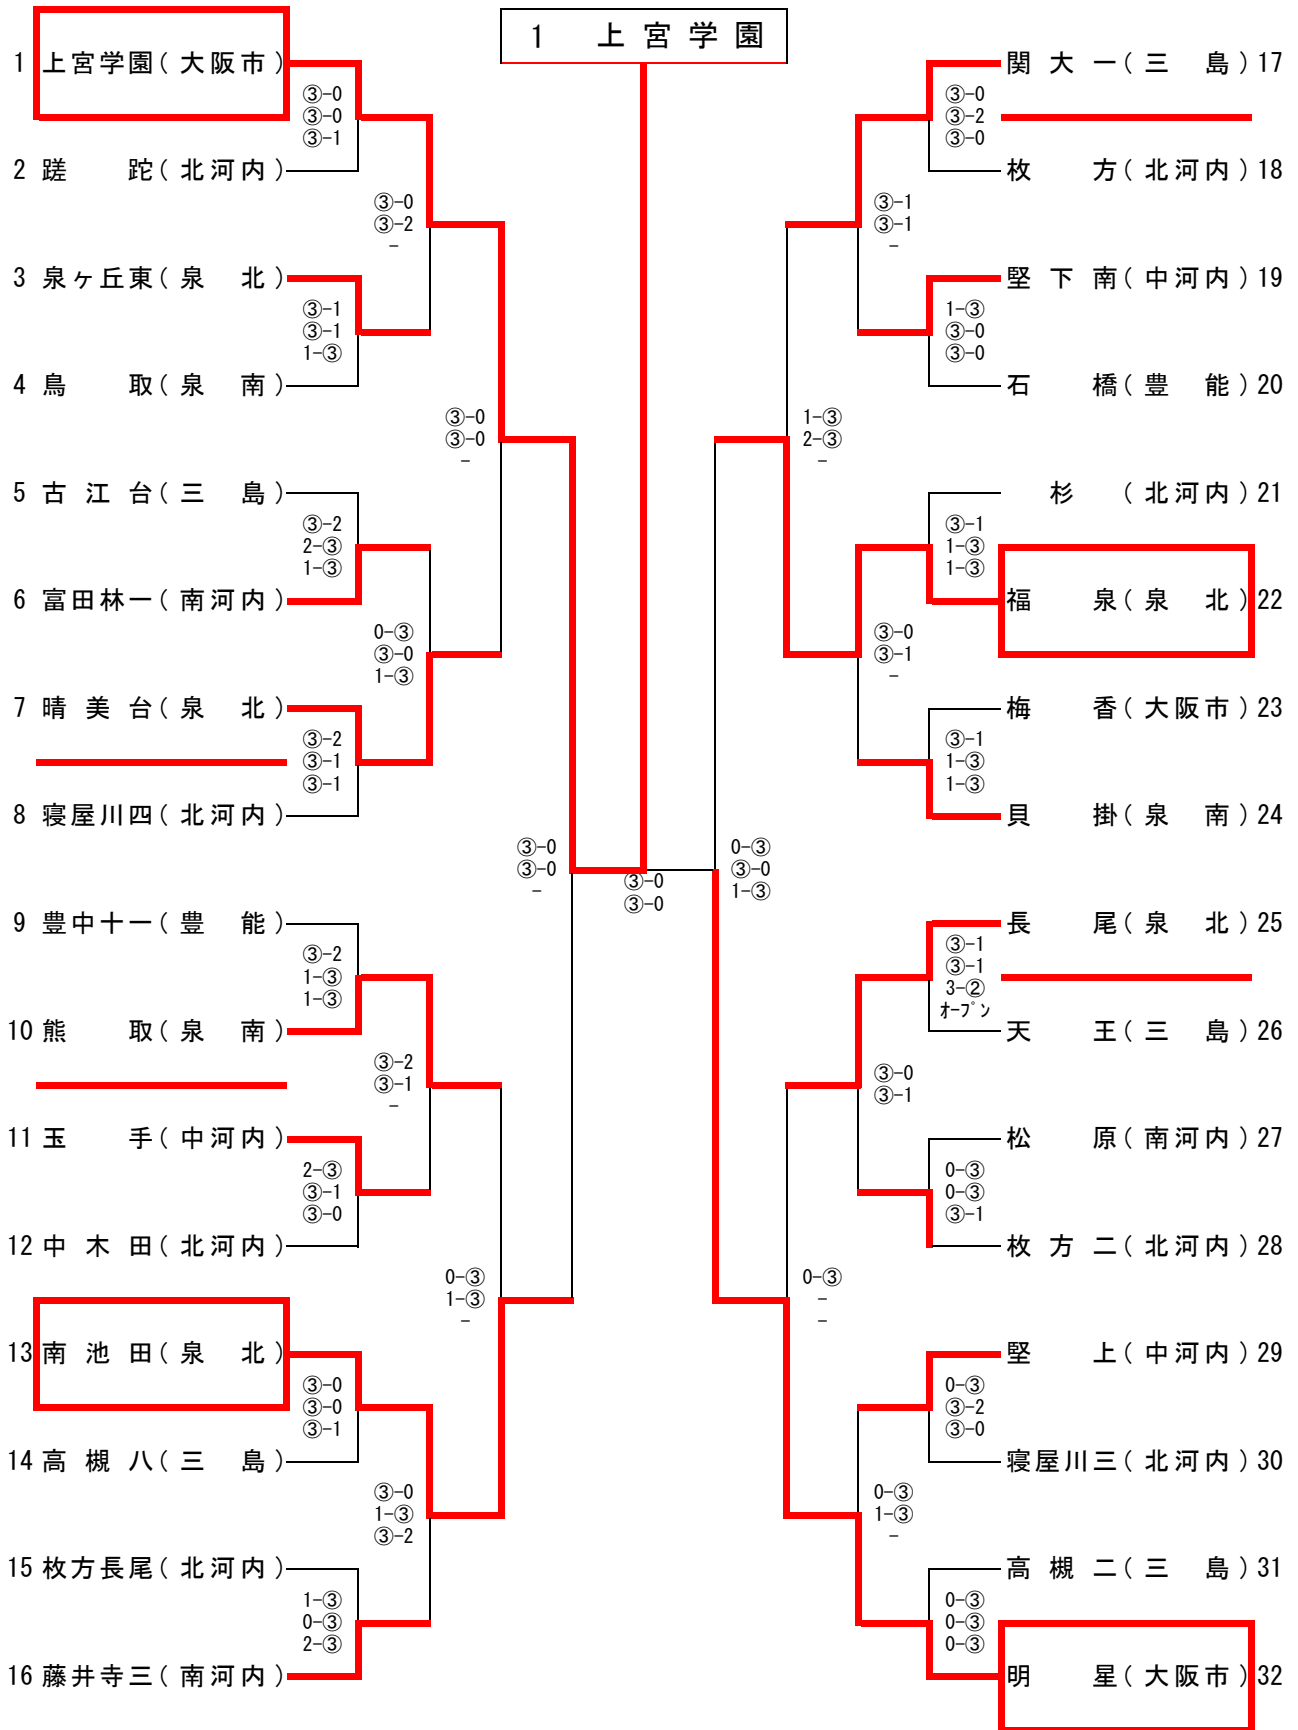 1 上宮学園
1 上宮学園(大阪市)
③-0
③-0
③-1
2 蹉跎(北河内)
③-0
③-2
-
3 泉ヶ丘東(泉北)
③-1
③-1
1-③
4 鳥取(泉南)
③-0
③-0
-
5 古江台(三島)
③-2
2-③
1-③
6 富田林一(南河内)
0-③
③-0
1-③
7 晴美台(泉北)
③-2
③-1
③-1
8 寝屋川四(北河内)
③-0
③-0
-
9 豊中十一(豊能)
③-2
1-③
1-③
10 熊取(泉南)
③-2
③-1
-
11 玉手(中河内)
2-③
③-1
③-0
12 中木田(北河内)
0-③
1-③
-
13 南池田(泉北)
③-0
③-0
③-1
14 高槻八(三島)
③-0
1-③
③-2
15 枚方長尾(北河内)
1-③
0-③
2-③
16 藤井寺三(南河内)
③-0
③-0
関大一(三島)17
③-0
③-2
③-0
枚方(北河内)18
③-1
③-1
-
堅下南(中河内)19
1-③
③-0
③-0
石橋(豊能)20
1-③
2-③
-
杉(北河内)21
③-1
1-③
1-③
福泉(泉北)22
③-0
③-1
-
梅香(大阪市)23
③-1
1-③
1-③
貝掛(泉南)24
0-③
③-0
1-③
長尾(泉北)25
③-1
③-1
3-②
ｵｰﾌﾟﾝ
天王(三島)26
③-0
③-1
松原(南河内)27
0-③
0-③
③-1
枚方二(北河内)28
0-③
-
-
堅上(中河内)29
0-③
③-2
③-0
寝屋川三(北河内)30
0-③
1-③
-
高槻二(三島)31
0-③
0-③
0-③
明星(大阪市)32